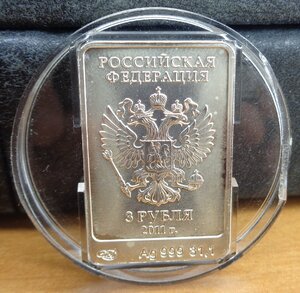 РОССИЙСКАЯ
ФЕДЕРАЦИЯ
3 РУБЛЯ
2011 г.
Ag 999 31,1